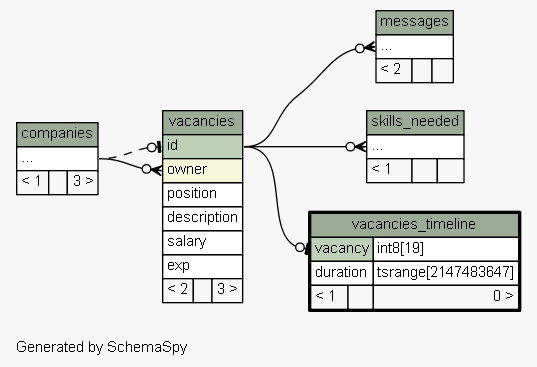 messages
...
< 2
companies
...
< 1 3 >
vacancies
id
owner
position
description
salary
exp
< 2 3 >
skills_needed
...
< 1
vacancies_timeline
vacancy int8[19]
duration tsrange[2147483647]
< 1 0 >
Generated by SchemaSpy